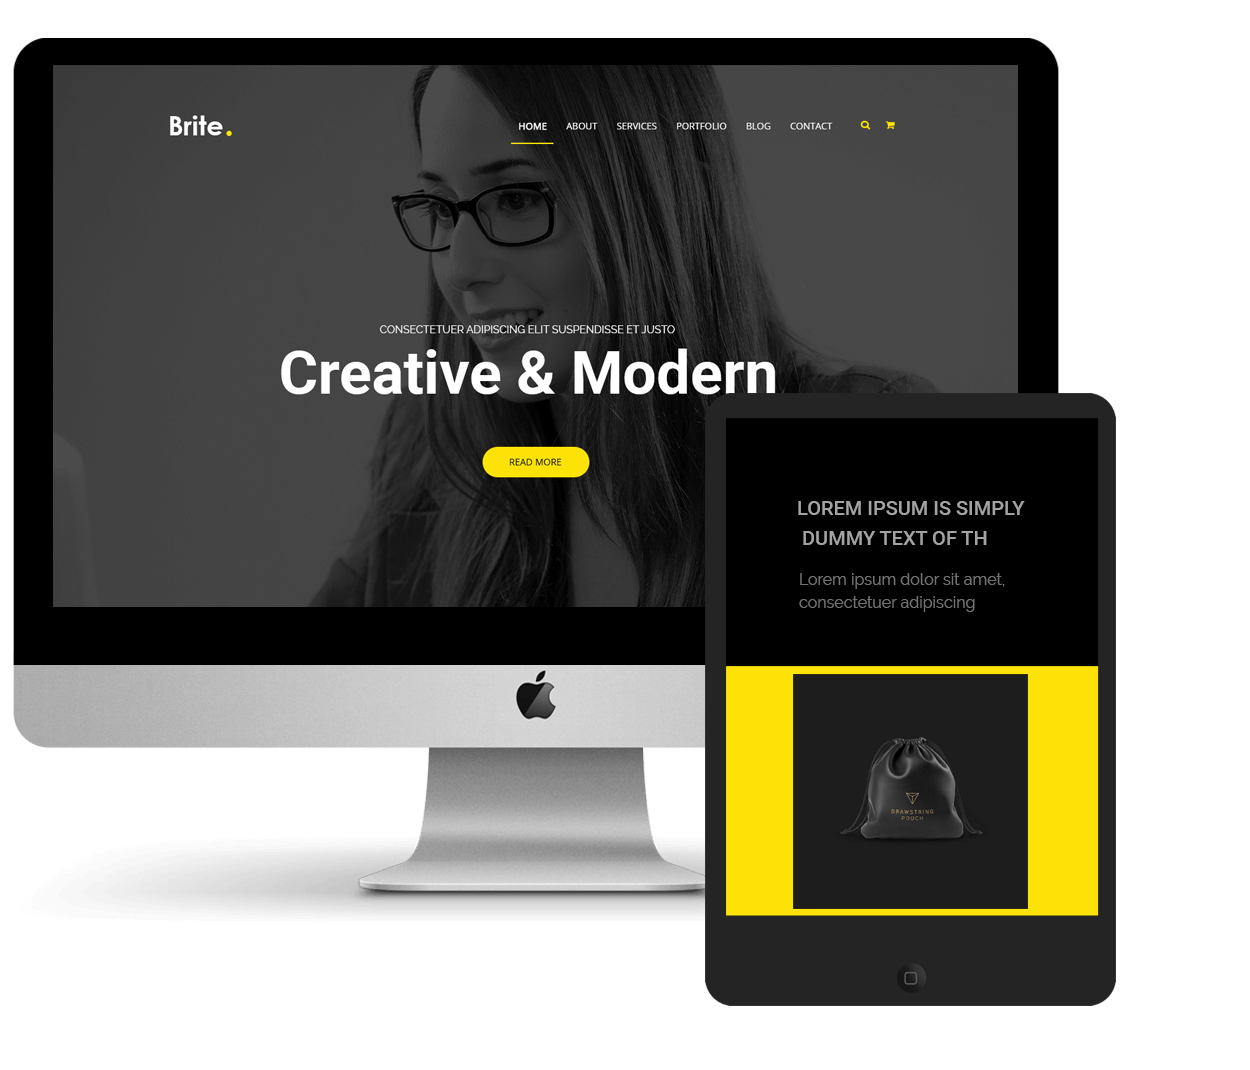 Brite.
HOME ABOUT SERVICES PORTFOLIO BLOG CONTACT
CONSECTETUER ADIPISCING ELIT SUSPENDISSE ET JUSTO
Creative & Modern
READ MORE
LOREM IPSUM IS SIMPLY
DUMMY TEXT OF TH
Lorem ipsum dolor sit amet,
consectetuer adipiscing
DRAWSTRING
POUCH